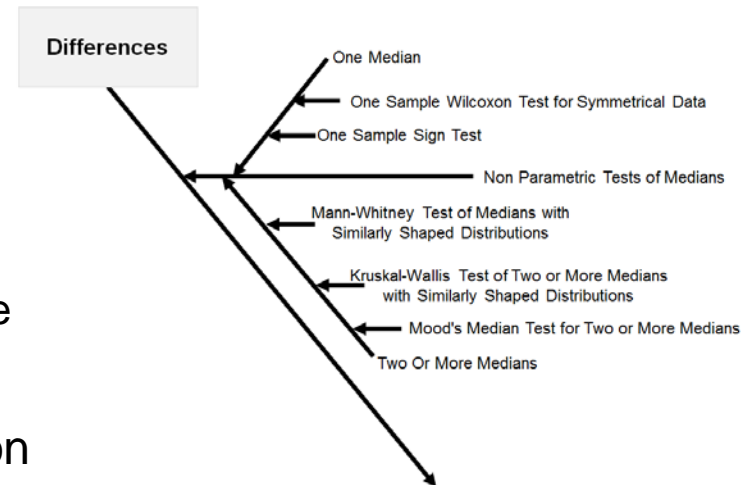 Differences
One Median
One Sample Wilcoxon Test for Symmetrical Data
One Sample Sign Test
Non Parametric Tests of Medians
Mann-Whitney Test of Medians with
Similarly Shaped Distributions
Kruskal-Wallis Test of Two or More Medians
with Similarly Shaped Distributions
e
Mood's Median Test for Two or More Medians
Two Or More Medians
on